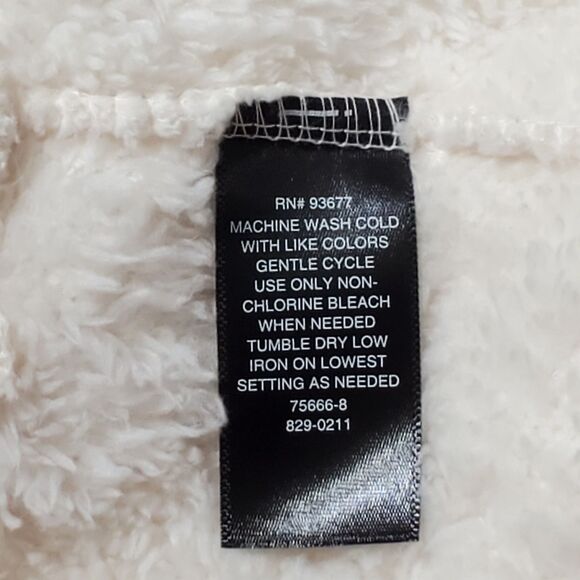 RN# 93677
MACHINE WASH COLD
WITH LIKE COLORS
GENTLE CYCLE
USE ONLY NON-
CHLORINE BLEACH
WHEN NEEDED
TUMBLE DRY LOW
IRON ON LOWEST
SETTING AS NEEDED
75666-8
829-0211